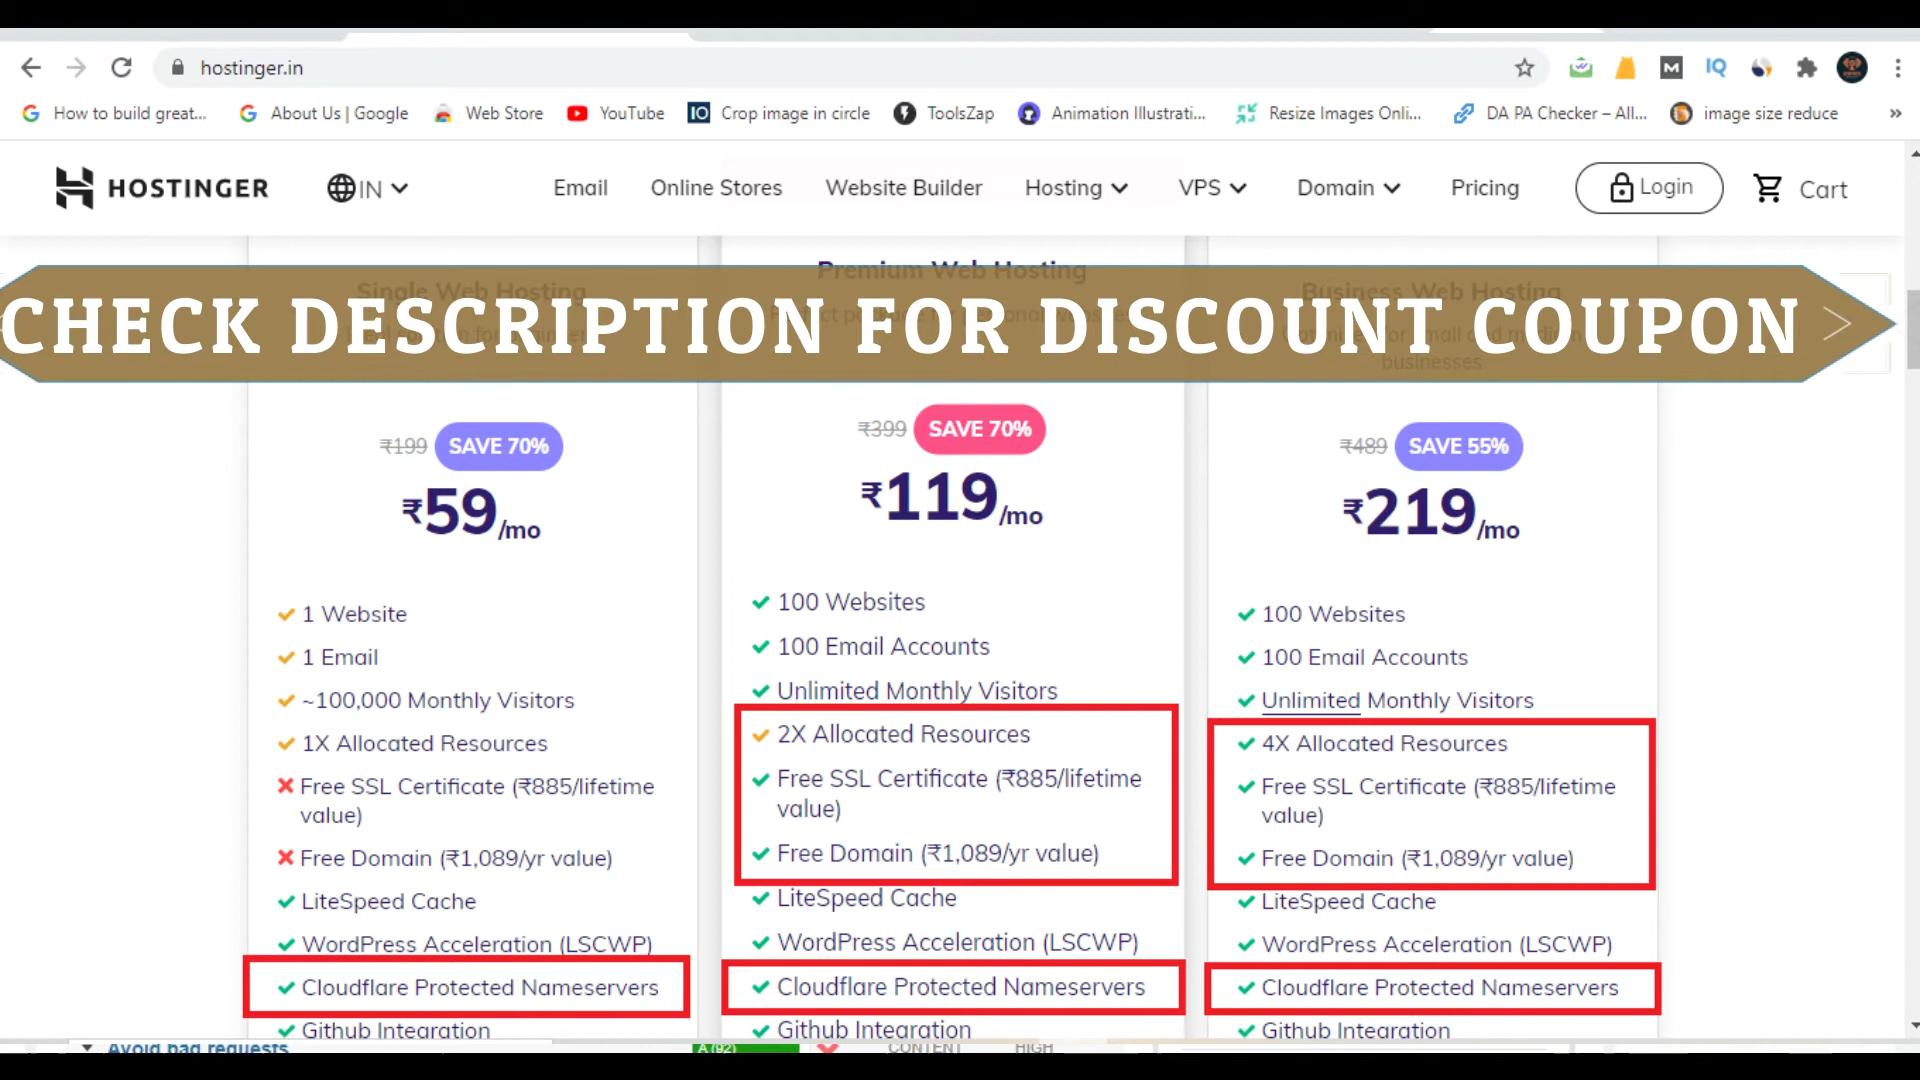 hostinger.in
How to build great...
About Us | Google
Web Store
YouTube
IO
Crop image in circle
ToolsZap
Animation Illustrati...
Resize Images Onli...
DA PA Checker – All...
image size reduce
»
M
IQ
HOSTINGER
IN
Email
Online Stores
Website Builder
Hosting
VPS
Domain
Pricing
Login
Cart
Single Web Hosting
Premium Web Hosting
Business Web Hosting
CHECK DESCRIPTION FOR DISCOUNT COUPON
businesses
₹199 SAVE 70%
₹59/mo
1 Website
1 Email
~100,000 Monthly Visitors
1X Allocated Resources
Free SSL Certificate (₹885/lifetime
value)
Free Domain (₹1,089/yr value)
LiteSpeed Cache
WordPress Acceleration (LSCWP)
Cloudflare Protected Nameservers
Github Integration
₹399 SAVE 70%
₹119/mo
100 Websites
100 Email Accounts
Unlimited Monthly Visitors
2X Allocated Resources
Free SSL Certificate (₹885/lifetime
value)
Free Domain (₹1,089/yr value)
LiteSpeed Cache
WordPress Acceleration (LSCWP)
Cloudflare Protected Nameservers
Github Integration
₹489 SAVE 55%
₹219/mo
100 Websites
100 Email Accounts
Unlimited Monthly Visitors
4X Allocated Resources
Free SSL Certificate (₹885/lifetime
value)
Free Domain (₹1,089/yr value)
LiteSpeed Cache
WordPress Acceleration (LSCWP)
Cloudflare Protected Nameservers
Github Integration
Avoid bad requests
A (92)
CONTENT
HIGH